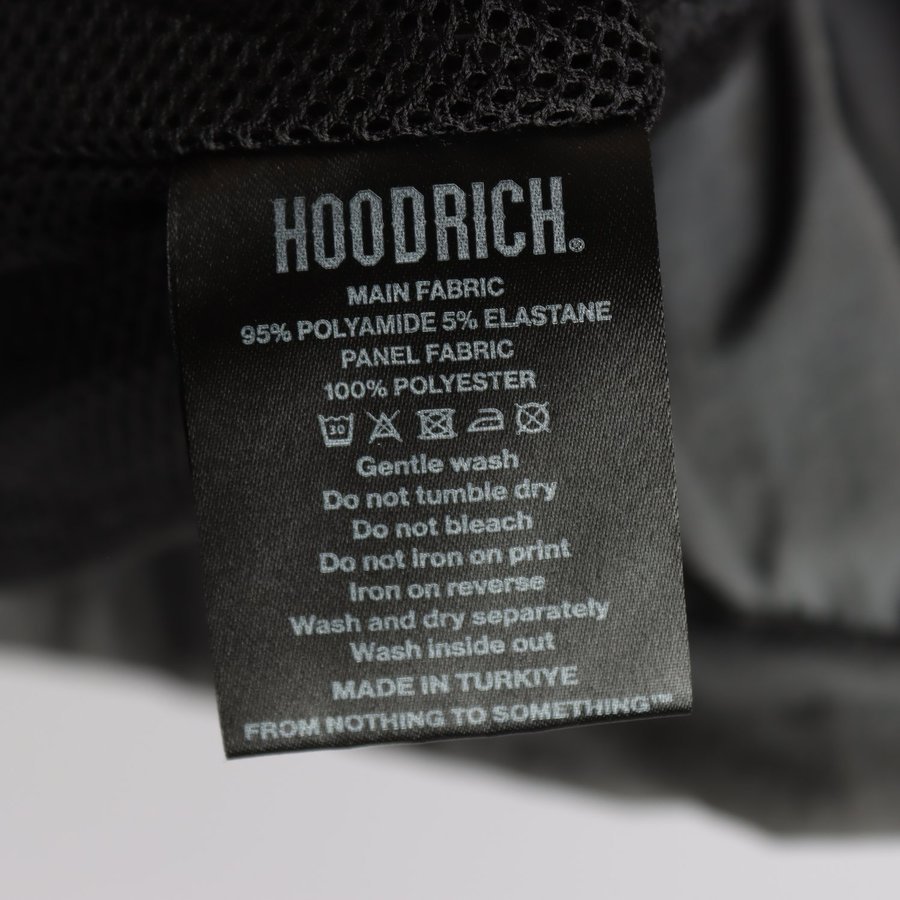 HOODRICH®
MAIN FABRIC
95% POLYAMIDE 5% ELASTANE
PANEL FABRIC
100% POLYESTER
30
Gentle wash
Do not tumble dry
Do not bleach
Do not iron on print
Iron on reverse
Wash and dry separately
Wash inside out
MADE IN TURKIYE
FROM NOTHING TO SOMETHING™